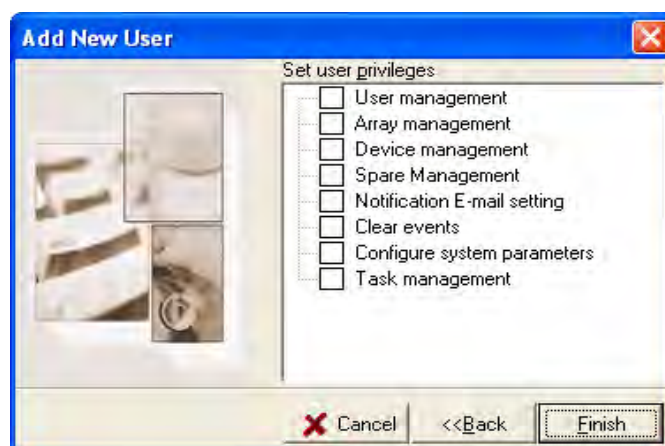 Add New User
Set user privileges
User management
Array management
Device management
Spare Management
Notification E-mail setting
Clear events
Configure system parameters
Task management
Cancel
<<Back
Finish